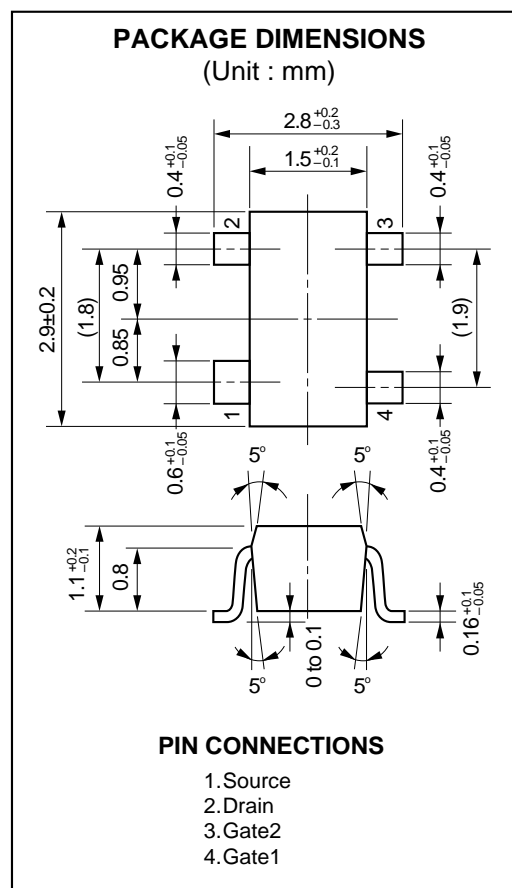 PACKAGE DIMENSIONS
(Unit : mm)
2.8 +0.2 −0.3
1.5 +0.2 −0.1
0.4 +0.1 −0.05
0.4 +0.1 −0.05
2
3
2.9±0.2
(1.8)
0.95
0.85
(1.9)
1
4
0.6 +0.1 −0.05
0.4 +0.1 −0.05
5°
5°
1.1 +0.2 −0.1
0.8
0 to 0.1
0.16 +0.1 −0.05
5°
5°
PIN CONNECTIONS
1.Source
2.Drain
3.Gate2
4.Gate1